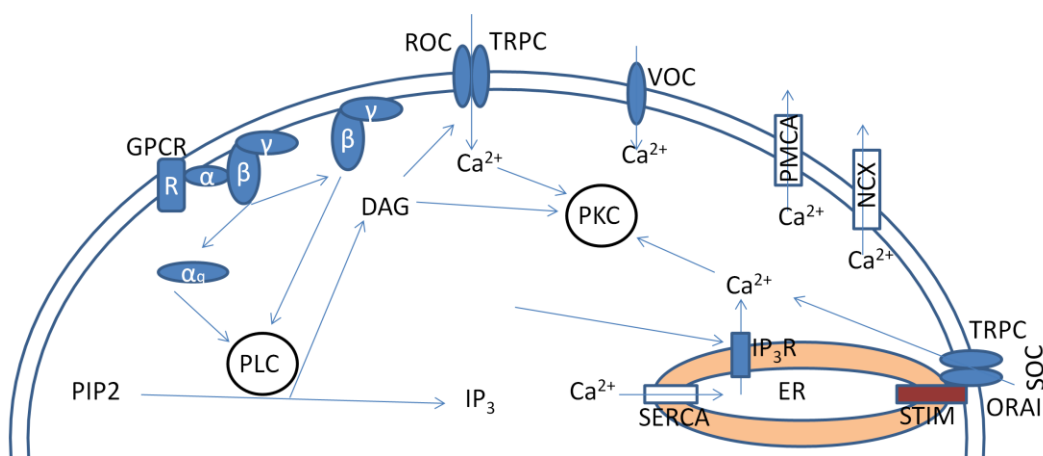 ROC TRPC
VOC
GPCR
γ
γ
β
R α β
Ca²⁺
Ca²⁺
PMCA
NCX
DAG
PKC
Ca²⁺
Ca²⁺
αq
Ca²⁺
TRPC
SOC
PLC
IP₃R
PIP2
IP₃
Ca²⁺
ER
SERCA
STIM
ORAI